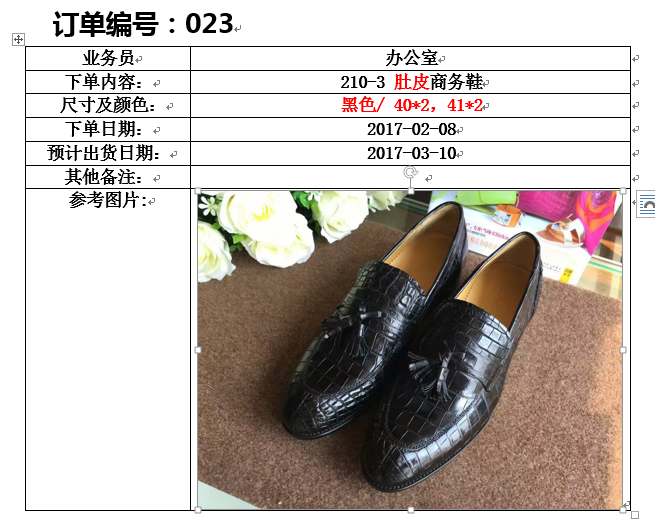 订单编号：023
业务员 办公室
下单内容： 210-3 肚皮商务鞋
尺寸及颜色： 黑色/ 40*2，41*2
下单日期： 2017-02-08
预计出货日期： 2017-03-10
其他备注：
参考图片: